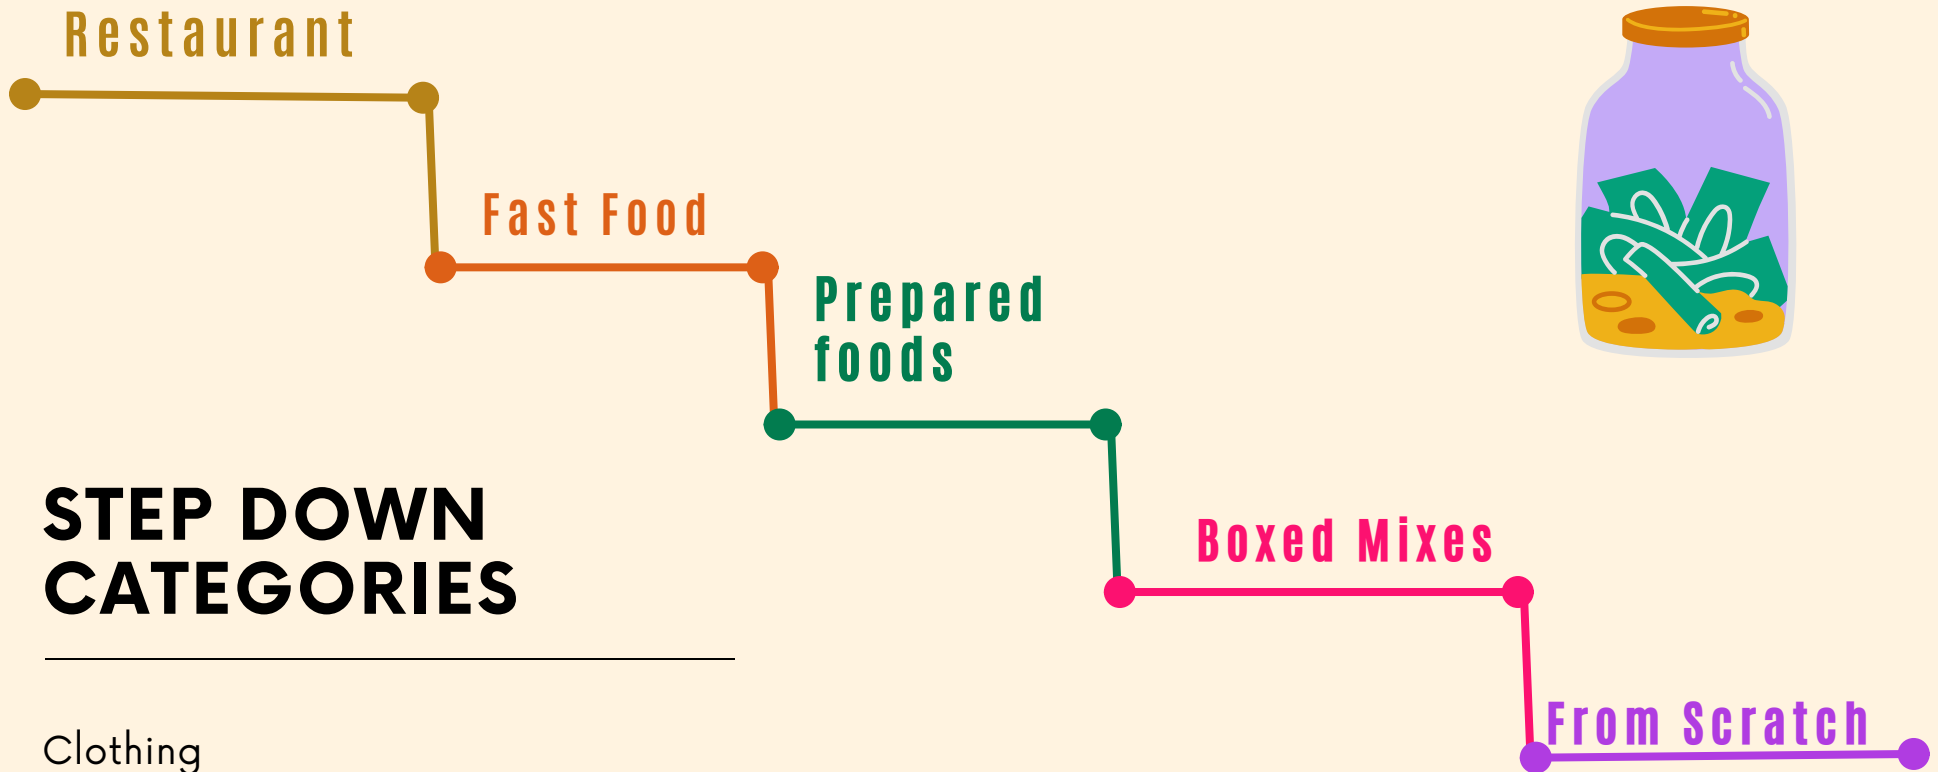 Restaurant
Fast Food
Prepared
foods
STEP DOWN
CATEGORIES
Boxed Mixes
From Scratch
Clothing